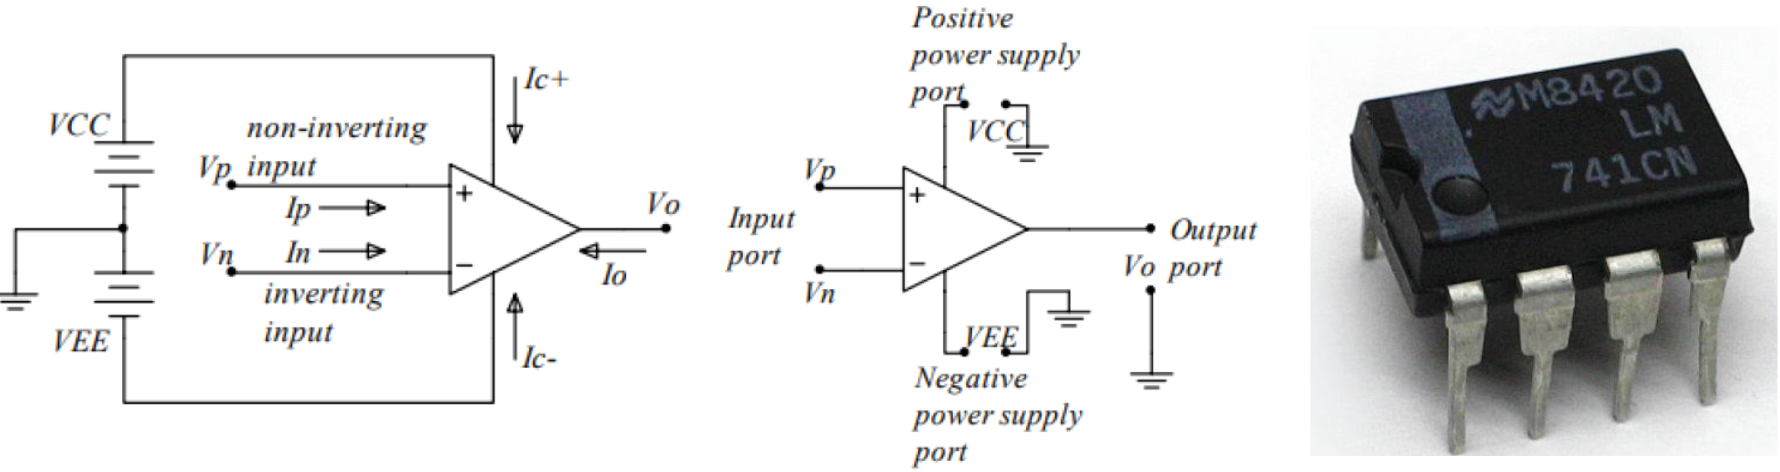 Ic+
VCC
non-inverting
input
Vp
+
Ip
Vo
Vn
In
−
Io
inverting
input
VEE
Ic-
Positive
power supply
port
VCC
Vp
+
Input
port
Output
port
−
Vo
Vn
VEE
Negative
power supply
port
M8420
LM
741CN